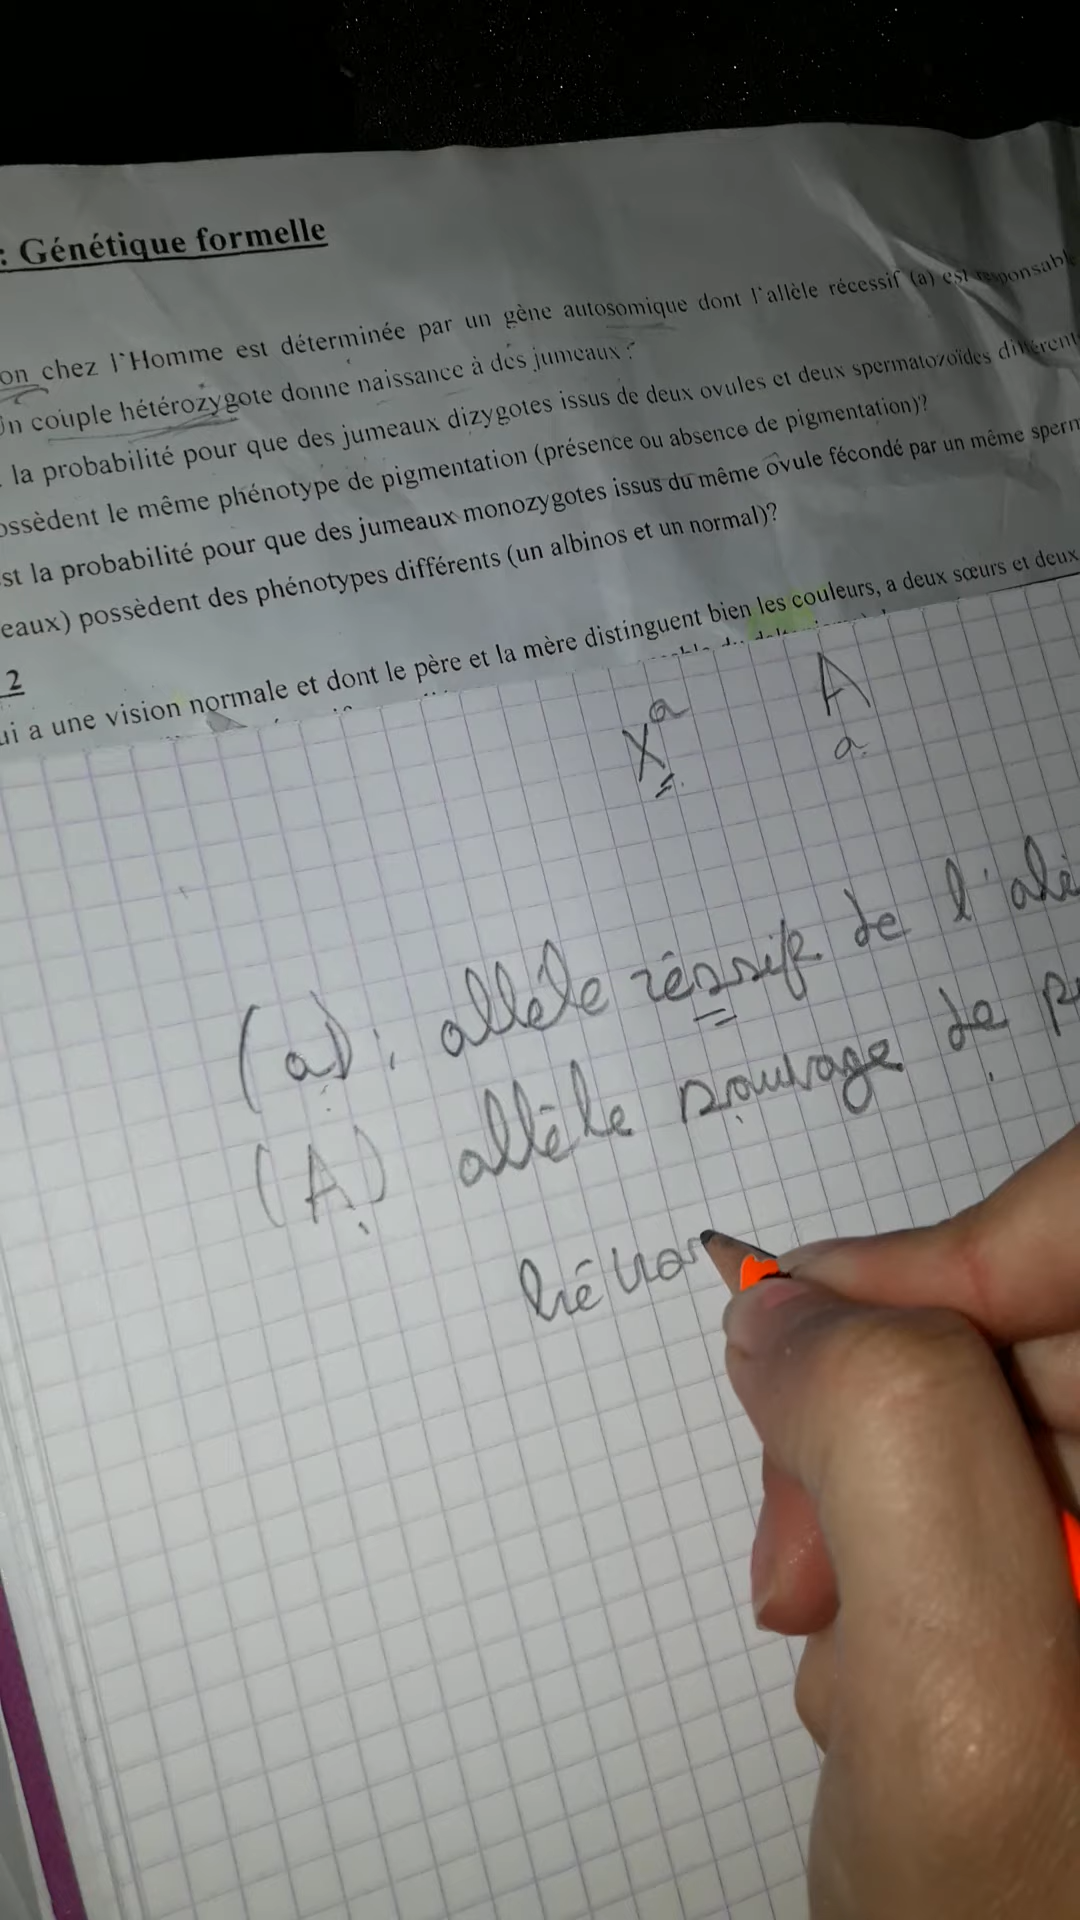 : Génétique formelle
on chez l'Homme est déterminée par un gène autosomique dont l'allèle récessif (a) est responsabl
Un couple hétérozygote donne naissance à des jumeaux :
la probabilité pour que des jumeaux dizygotes issus de deux ovules et deux spermatozoïdes différent
ossèdent le même phénotype de pigmentation (présence ou absence de pigmentation)?
st la probabilité pour que des jumeaux monozygotes issus du même ovule fécondé par un même sperm
eaux) possèdent des phénotypes différents (un albinos et un normal)?
2
ui a une vision normale et dont le père et la mère distinguent bien les couleurs, a deux sœurs et deux
X a A
a
(a) : allèle réssif de l'al
(A) allèle sauvage de p